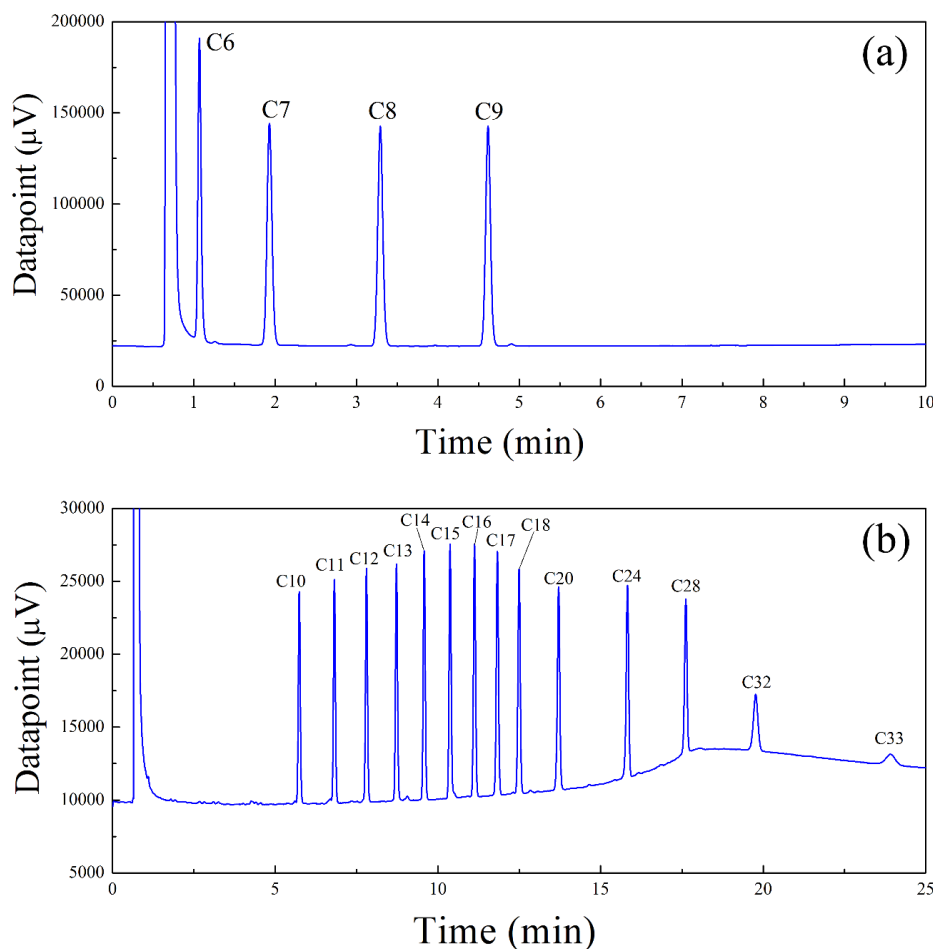 (a)
Datapoint (µV)
200000
150000
100000
50000
0
C6
C7
C8
C9
0 1 2 3 4 5 6 7 8 9 10
Time (min)
(b)
Datapoint (µV)
30000
25000
20000
15000
10000
5000
C10
C11
C12
C13
C14
C15
C16
C17
C18
C20
C24
C28
C32
C33
0 5 10 15 20 25
Time (min)